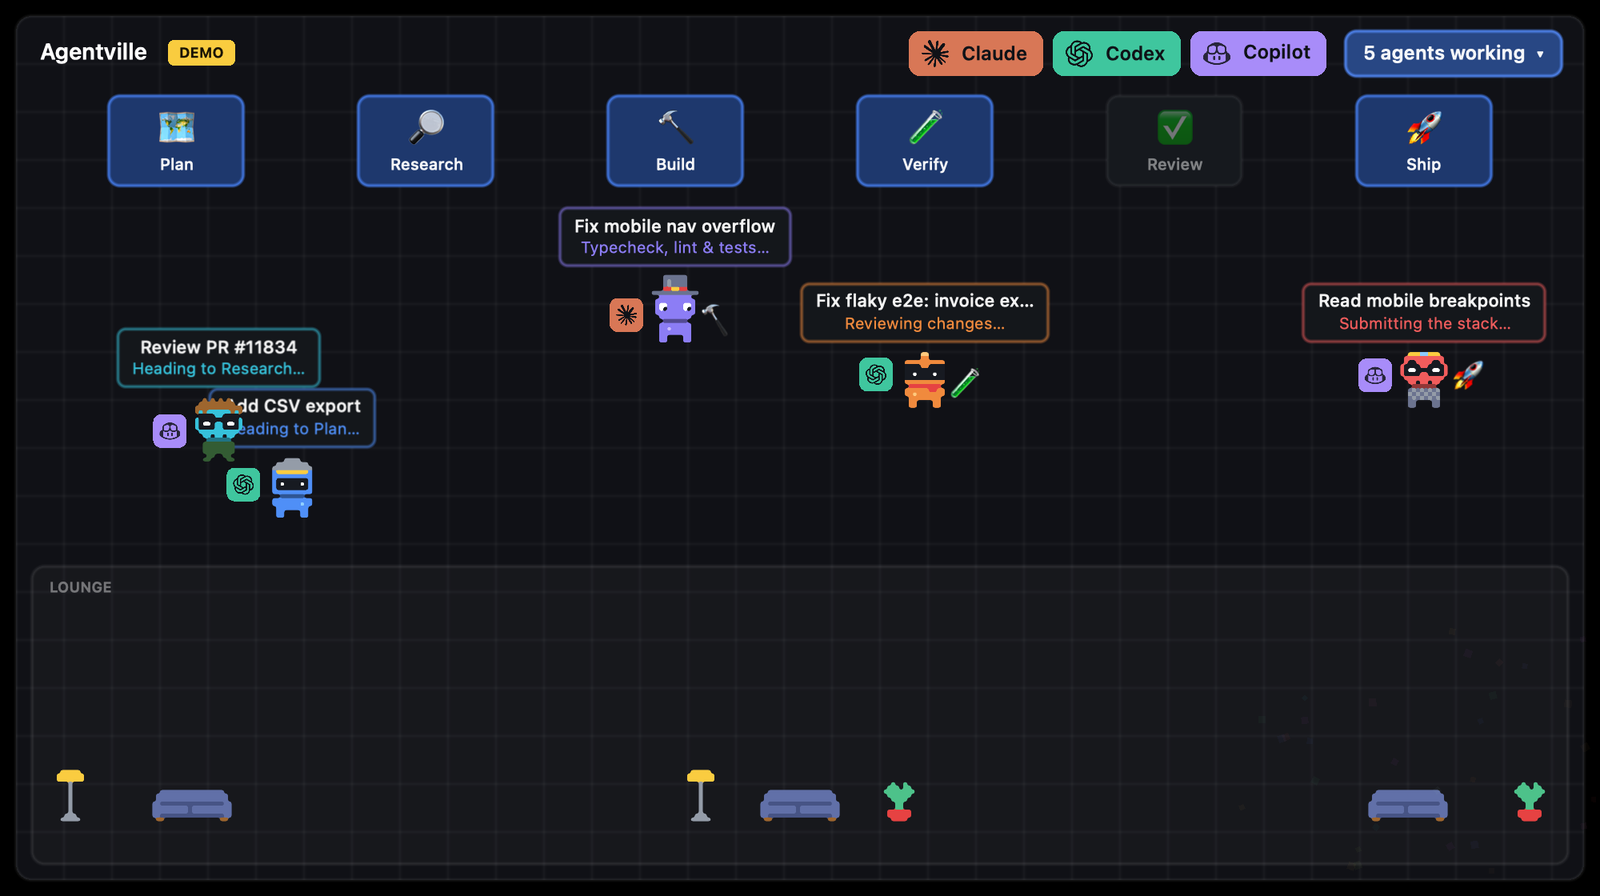 Agentville
DEMO
Claude
Codex
Copilot
5 agents working
Plan
Research
Build
Verify
Review
Ship
Fix mobile nav overflow
Typecheck, lint & tests...
Fix flaky e2e: invoice ex...
Reviewing changes...
Read mobile breakpoints
Submitting the stack...
Review PR #11834
Heading to Research...
dd CSV export
eading to Plan...
LOUNGE